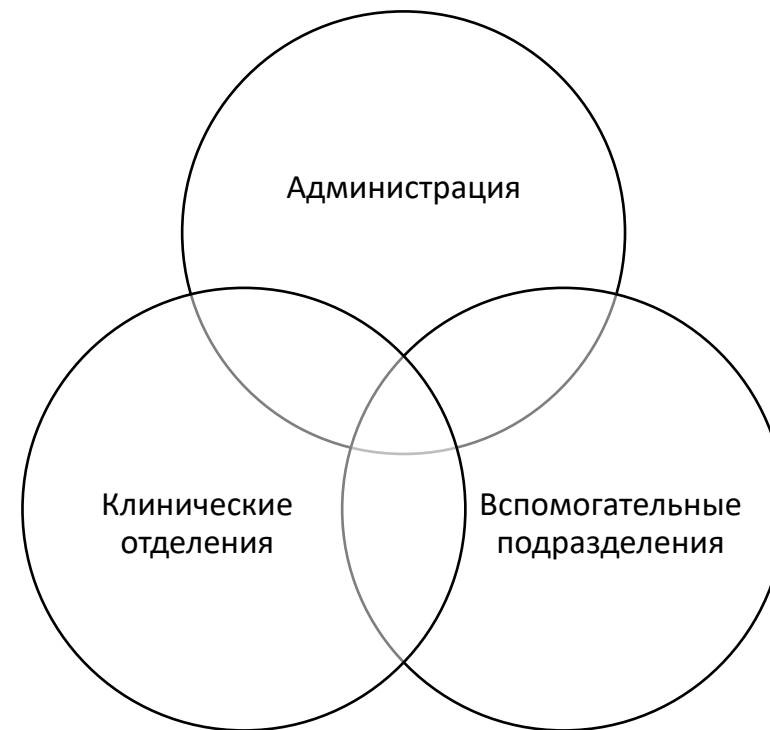 Администрация
Клинические
отделения
Вспомогательные
подразделения